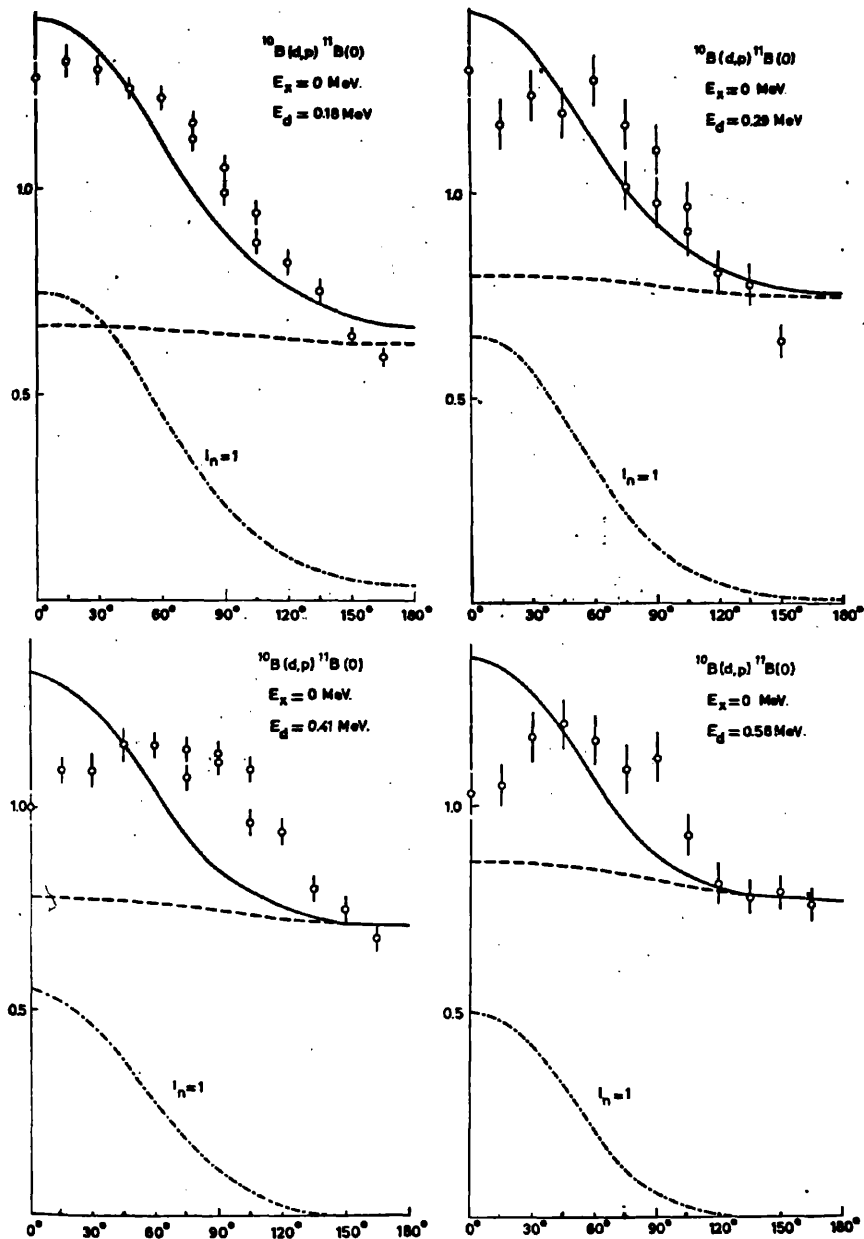 ¹⁰B(d,p)¹¹B(0)
Eₓ=0 MeV.
E_d=0.18 MeV
1.0
0.5
lₙ=1
0° 30° 60° 90° 120° 150° 180°
¹⁰B(d,p)¹¹B(0)
Eₓ=0 MeV.
E_d=0.29 MeV
1.0
0.5
lₙ=1
0° 30° 60° 90° 120° 150° 180°
¹⁰B(d,p)¹¹B(0)
Eₓ=0 MeV.
E_d=0.41 MeV.
1.0
0.5
lₙ=1
0° 30° 60° 90° 120° 150° 180°
¹⁰B(d,p)¹¹B(0)
Eₓ=0 MeV.
E_d=0.58 MeV.
1.0
0.5
lₙ=1
0° 30° 60° 90° 120° 150° 180°